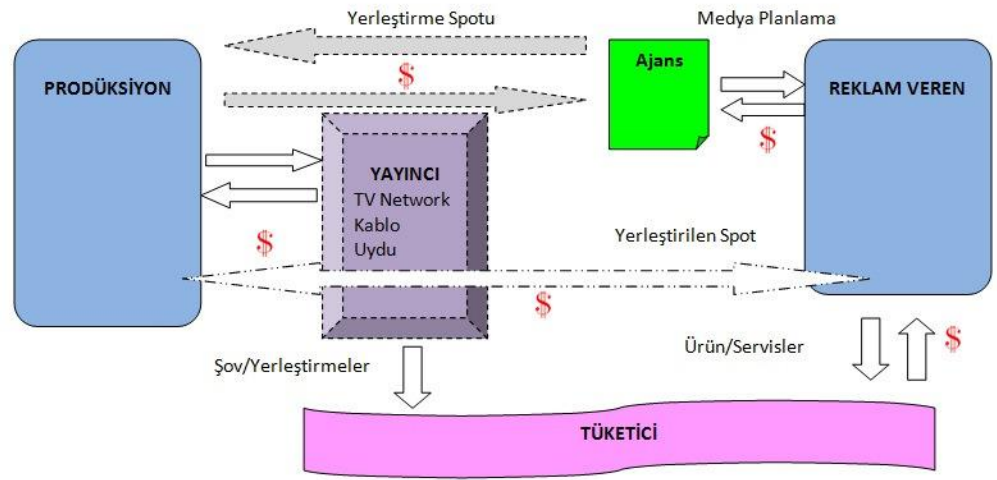 Yerleştirme Spotu
Medya Planlama
PRODÜKSİYON
$
Ajans
REKLAM VEREN
$
YAYINCI
TV Network
Kablo
Uydu
$
Yerleştirilen Spot
$
Şov/Yerleştirmeler
Ürün/Servisler
$
TÜKETİCİ